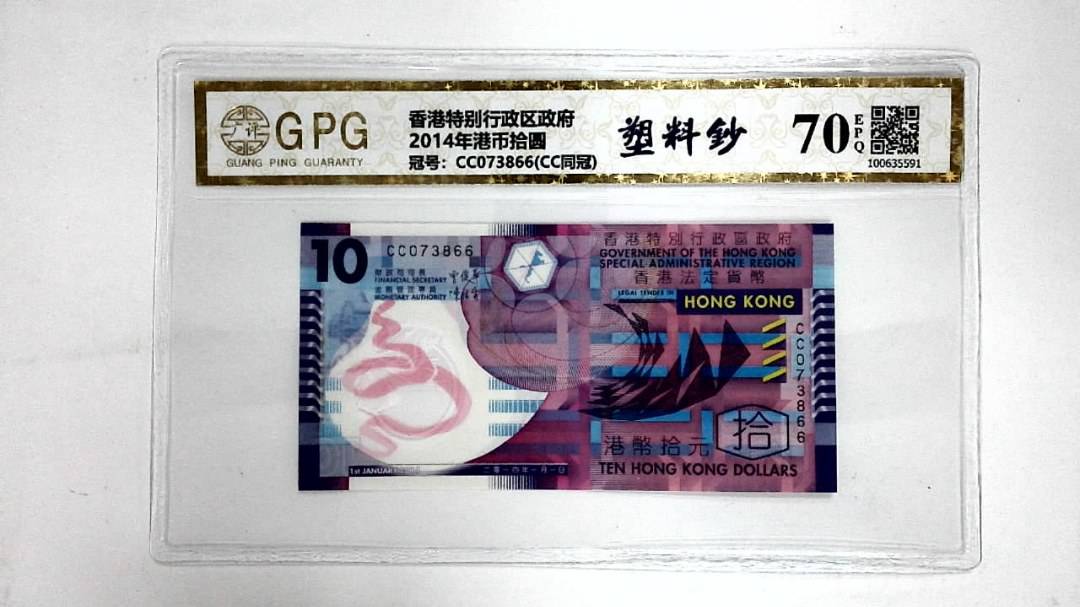 广评
GPG
GUANG PING GUARANTY
香港特别行政区政府
2014年港币拾圆
冠号：CC073866(CC同冠)
塑料鈔
70
EPQ
100635591
10
CC073866
財政司司長
FINANCIAL SECRETARY
金融管理專員
MONETARY AUTHORITY
香港特別行政區政府
GOVERNMENT OF THE HONG KONG
SPECIAL ADMINISTRATIVE REGION
香港法定貨幣
LEGAL TENDER IN
HONG KONG
CC073866
港幣拾元
拾
TEN HONG KONG DOLLARS
1st JANUARY
二零一四年一月一日